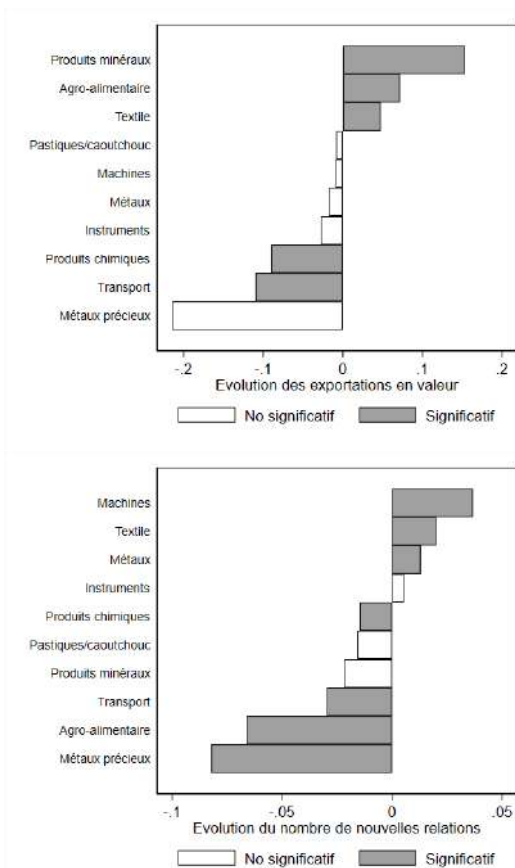 Produits minéraux
Agro-alimentaire
Textile
Pastiques/caoutchouc
Machines
Métaux
Instruments
Produits chimiques
Transport
Métaux précieux
-.2 -.1 0 .1 .2
Evolution des exportations en valeur
No significatif Significatif
Machines
Textile
Métaux
Instruments
Produits chimiques
Pastiques/caoutchouc
Produits minéraux
Transport
Agro-alimentaire
Métaux précieux
-.1 -.05 0 .05
Evolution du nombre de nouvelles relations
No significatif Significatif